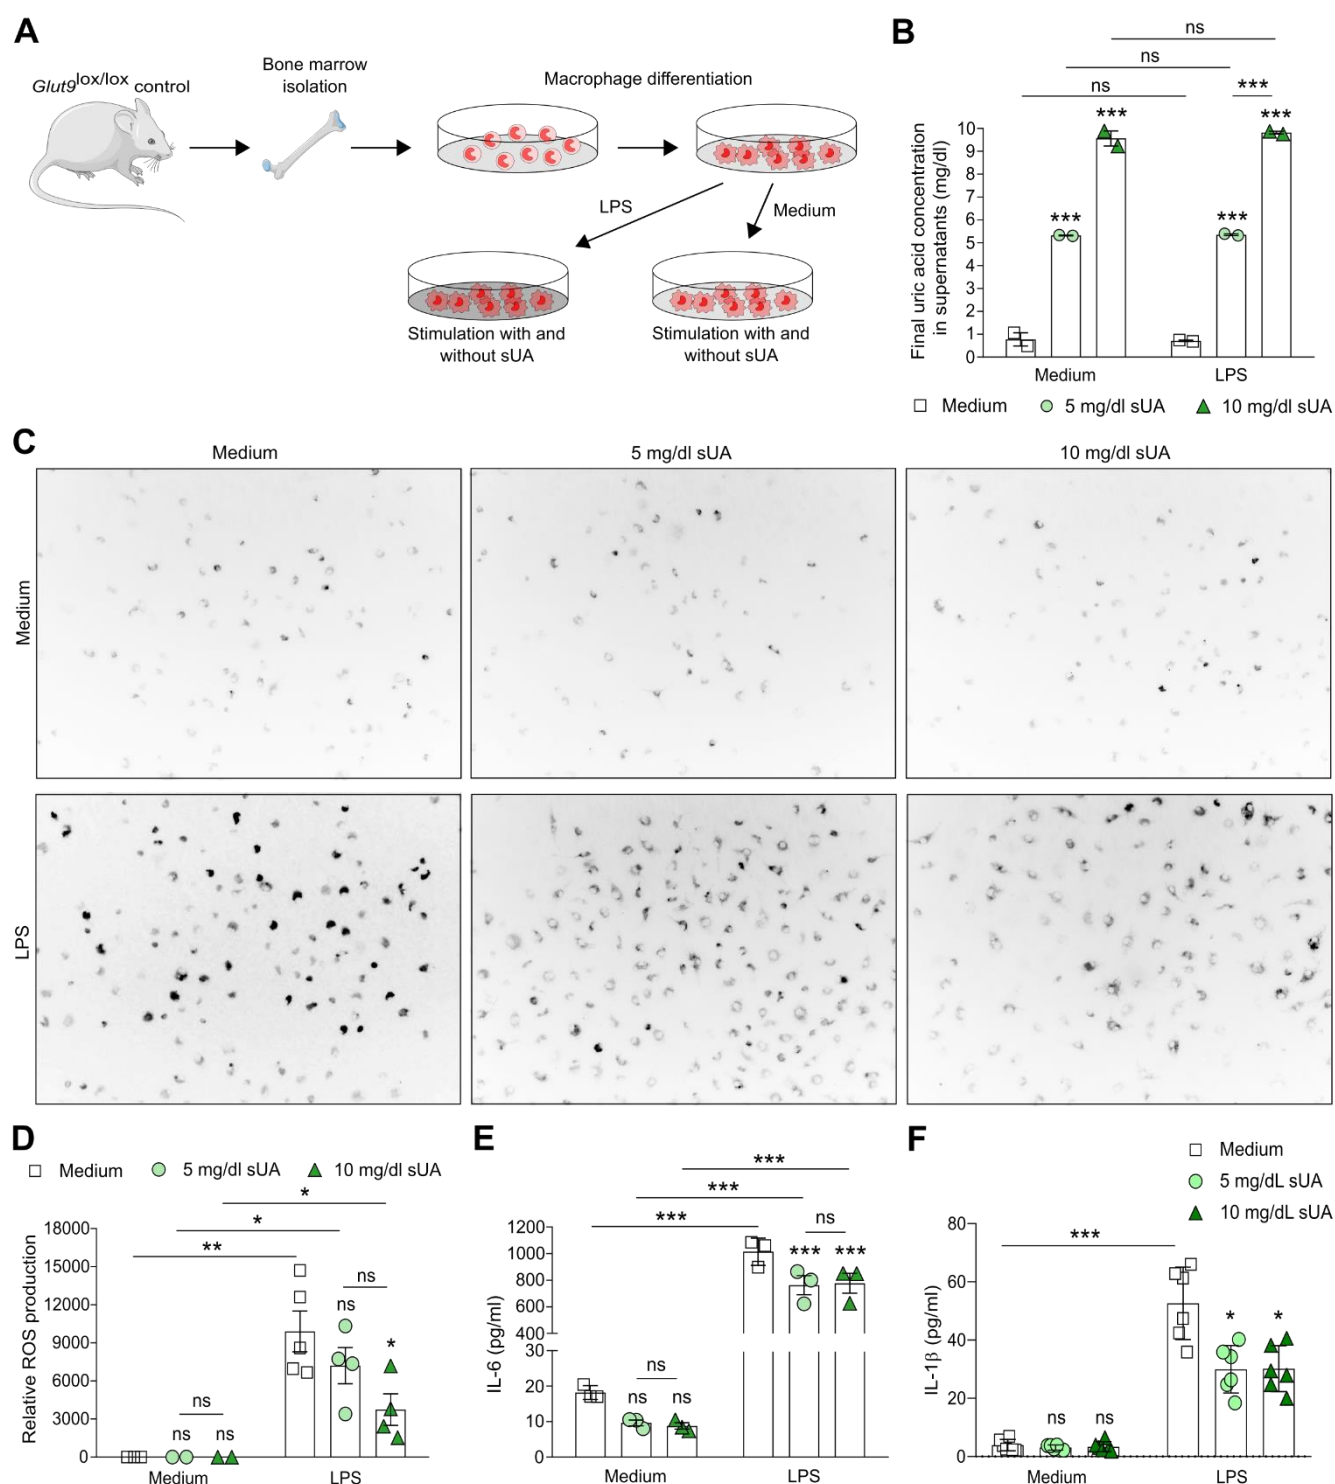 A
Glut9lox/lox control
Bone marrow
isolation
Macrophage differentiation
LPS
Medium
Stimulation with and
without sUA
Stimulation with and
without sUA
B
ns
ns
ns
***
***
***
***
***
Final uric acid concentration
in supernatants (mg/dl)
10
9
8
7
6
5
4
3
2
1
0
Medium
LPS
Medium
5 mg/dl sUA
10 mg/dl sUA
C
Medium
5 mg/dl sUA
10 mg/dl sUA
Medium
LPS
D
Medium
5 mg/dl sUA
10 mg/dl sUA
*
*
**
ns
ns
*
ns
ns
ns
Relative ROS production
18000
15000
12000
9000
6000
3000
0
Medium
LPS
E
***
***
***
ns
***
***
ns
ns
ns
IL-6 (pg/ml)
1200
1000
800
600
400
30
20
10
0
Medium
LPS
F
Medium
5 mg/dL sUA
10 mg/dL sUA
***
*
*
ns
ns
IL-1β (pg/ml)
80
60
40
20
0
Medium
LPS